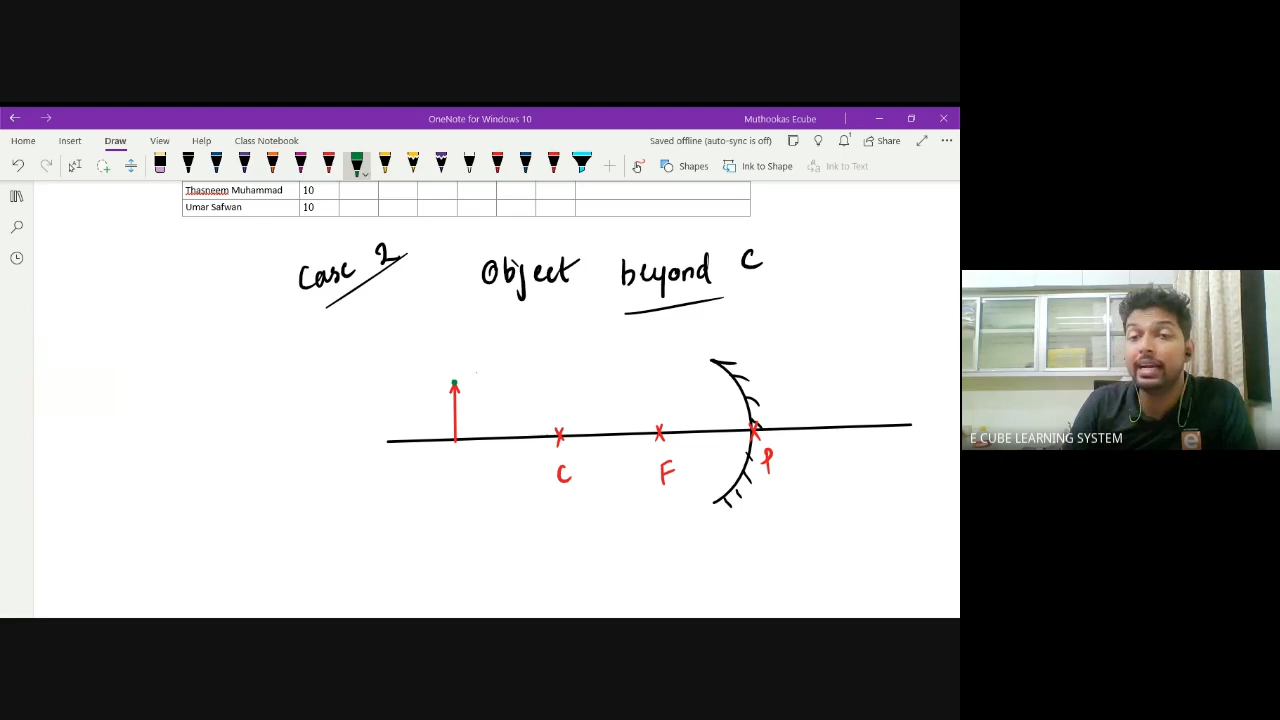 OneNote for Windows 10
Muthookas Ecube
Home Insert Draw View Help Class Notebook
Saved offline (auto-sync is off)
Share
Shapes
Ink to Shape
Ink to Text
Thasneem Muhammad 10
Umar Safwan 10
Case 2 Object beyond C
C F P
E CUBE LEARNING SYSTEM
e